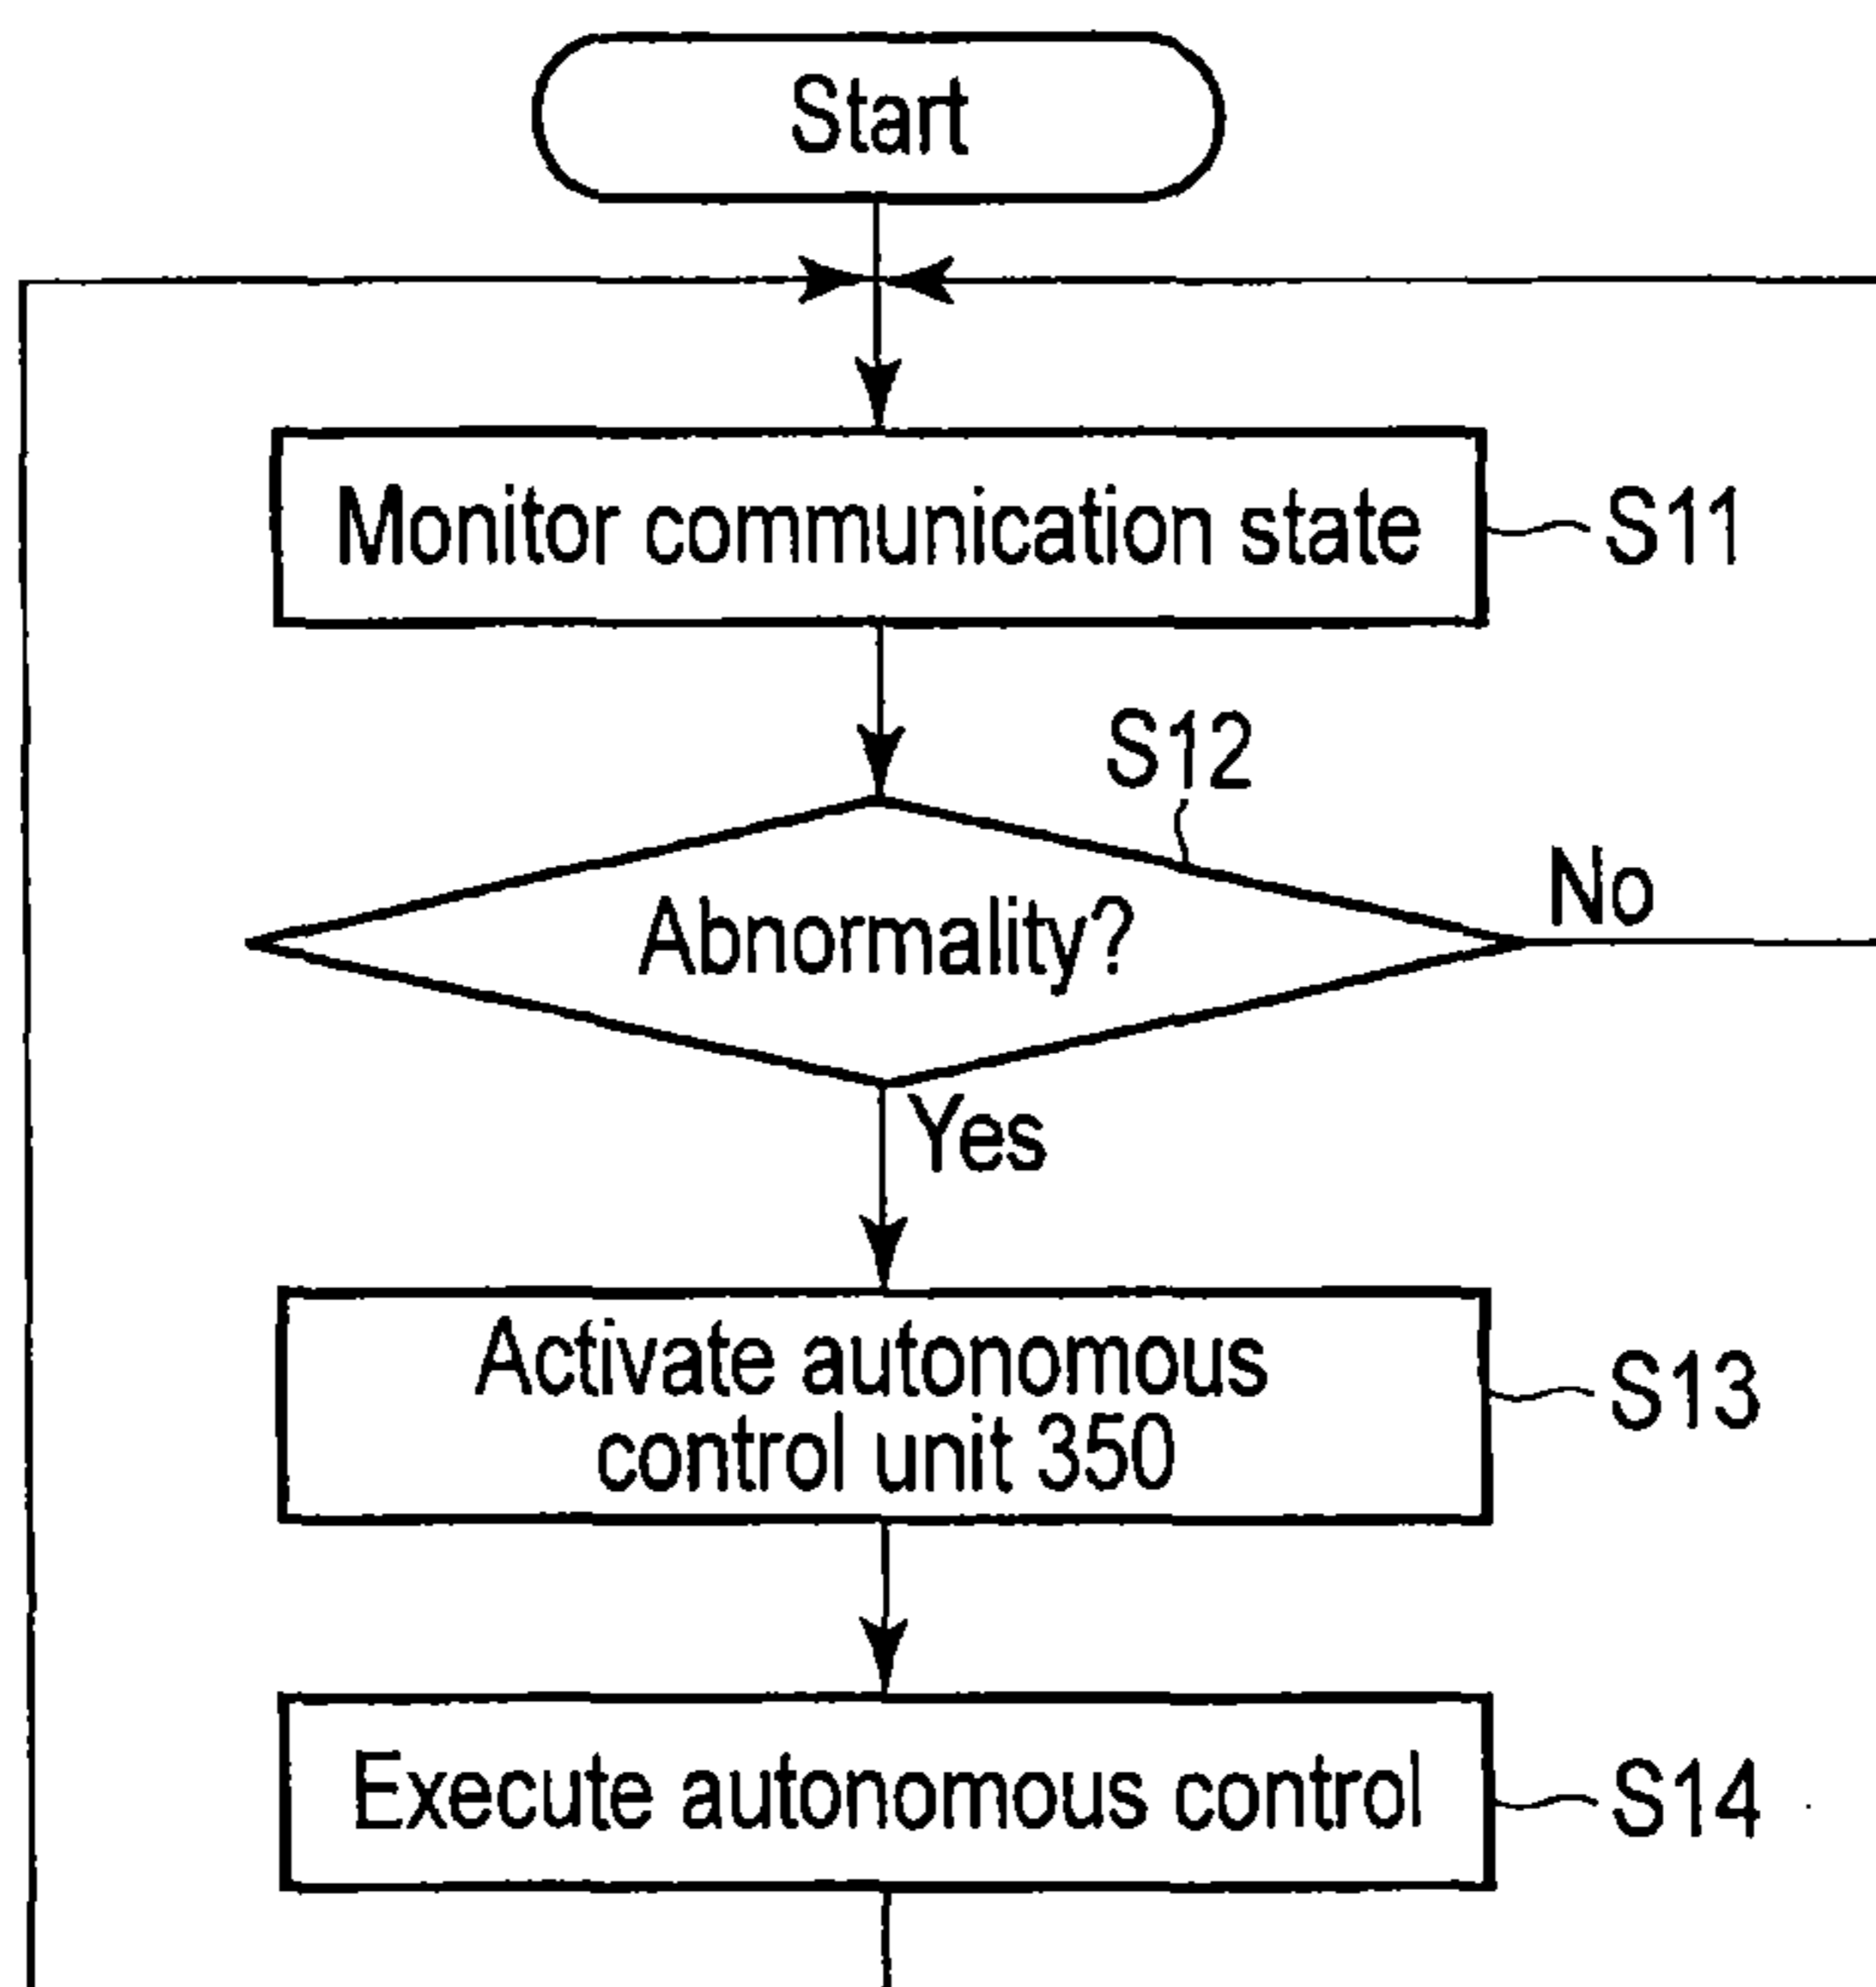 Start
Monitor communication state
S11
S12
Abnormality?
No
Yes
Activate autonomous
control unit 350
S13
Execute autonomous control
S14